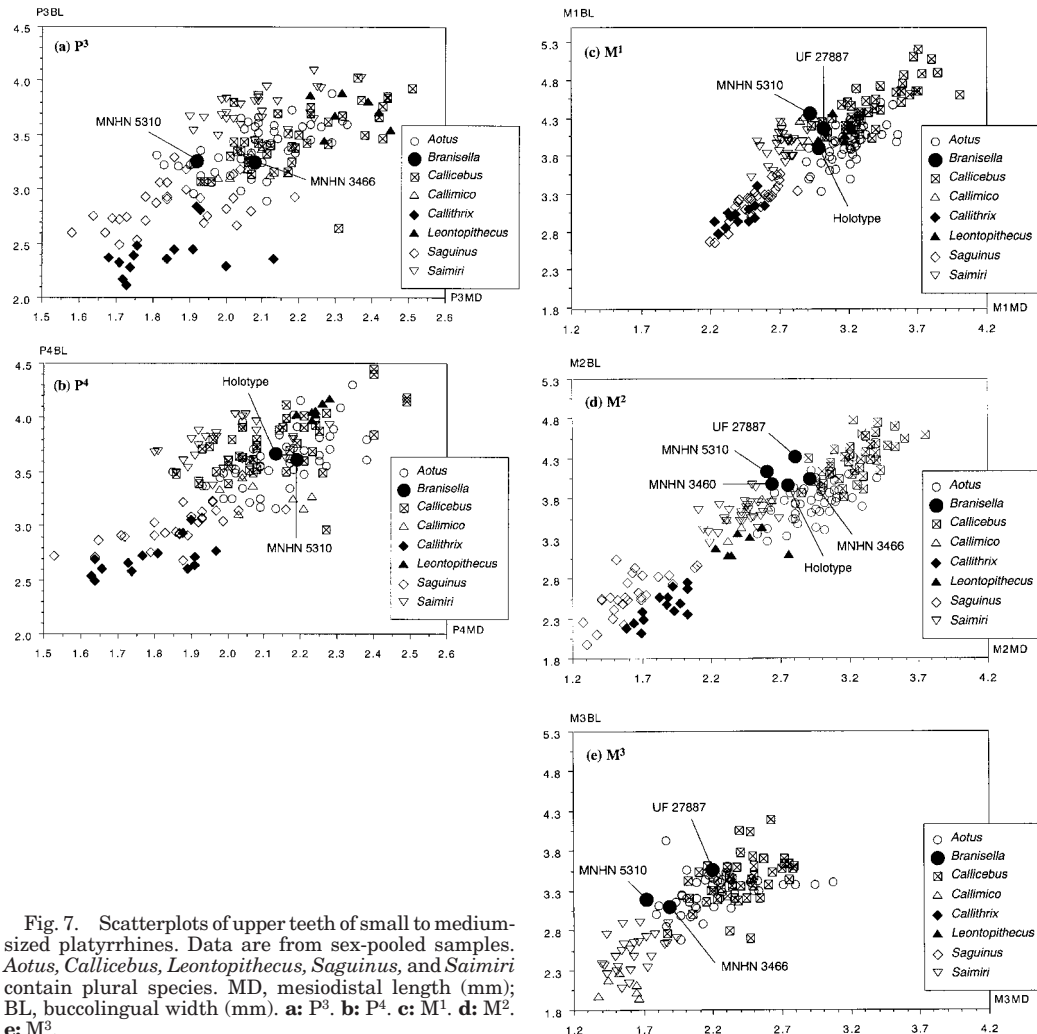 P3BL
4.5
4.0
3.5
3.0
2.5
2.0
(a) P³
MNHN 5310
MNHN 3466
Aotus
Branisella
Callicebus
Callimico
Callithrix
Leontopithecus
Saguinus
Saimiri
P3MD
1.5 1.6 1.7 1.8 1.9 2.0 2.1 2.2 2.3 2.4 2.5 2.6
P4BL
4.5
4.0
3.5
3.0
2.5
2.0
(b) P⁴
Holotype
MNHN 5310
Aotus
Branisella
Callicebus
Callimico
Callithrix
Leontopithecus
Saguinus
Saimiri
P4MD
1.5 1.6 1.7 1.8 1.9 2.0 2.1 2.2 2.3 2.4 2.5 2.6
M1BL
5.3
4.8
4.3
3.8
3.3
2.8
2.3
1.8
(c) M¹
UF 27887
MNHN 5310
Holotype
Aotus
Branisella
Callicebus
Callimico
Callithrix
Leontopithecus
Saguinus
Saimiri
M1MD
1.2 1.7 2.2 2.7 3.2 3.7 4.2
M2BL
5.3
4.8
4.3
3.8
3.3
2.8
2.3
1.8
(d) M²
UF 27887
MNHN 5310
MNHN 3460
MNHN 3466
Holotype
Aotus
Branisella
Callicebus
Callimico
Callithrix
Leontopithecus
Saguinus
Saimiri
M2MD
1.2 1.7 2.2 2.7 3.2 3.7 4.2
M3BL
5.3
4.8
4.3
3.8
3.3
2.8
2.3
1.8
(e) M³
UF 27887
MNHN 5310
MNHN 3466
Aotus
Branisella
Callicebus
Callimico
Callithrix
Leontopithecus
Saguinus
Saimiri
M3MD
1.2 1.7 2.2 2.7 3.2 3.7 4.2
Fig. 7. Scatterplots of upper teeth of small to medium-
sized platyrrhines. Data are from sex-pooled samples.
Aotus, Callicebus, Leontopithecus, Saguinus, and Saimiri
contain plural species. MD, mesiodistal length (mm);
BL, buccolingual width (mm). a: P³. b: P⁴. c: M¹. d: M².
e: M³